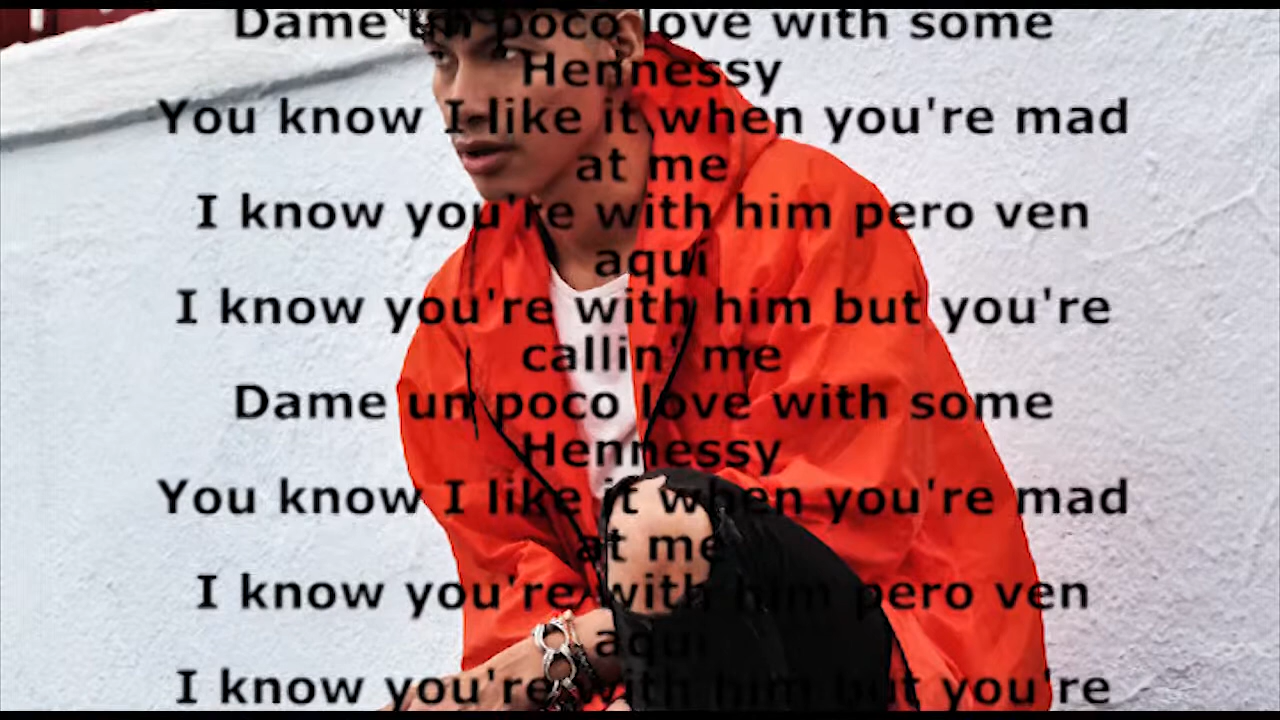 Dame un poco love with some
Hennessy
You know I like it when you're mad
at me
I know you're with him pero ven
aquí
I know you're with him but you're
callin' me
Dame un poco love with some
Hennessy
You know I like it when you're mad
at me
I know you're with him pero ven
aquí
I know you're with him but you're